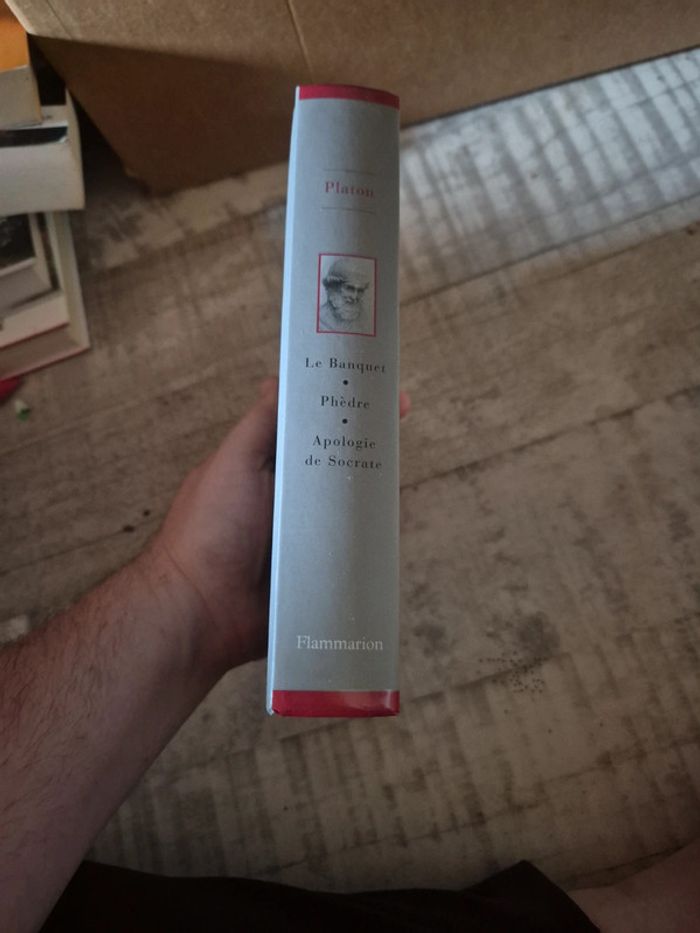 Platon
Le Banquet
•
Phèdre
•
Apologie
de Socrate
Flammarion